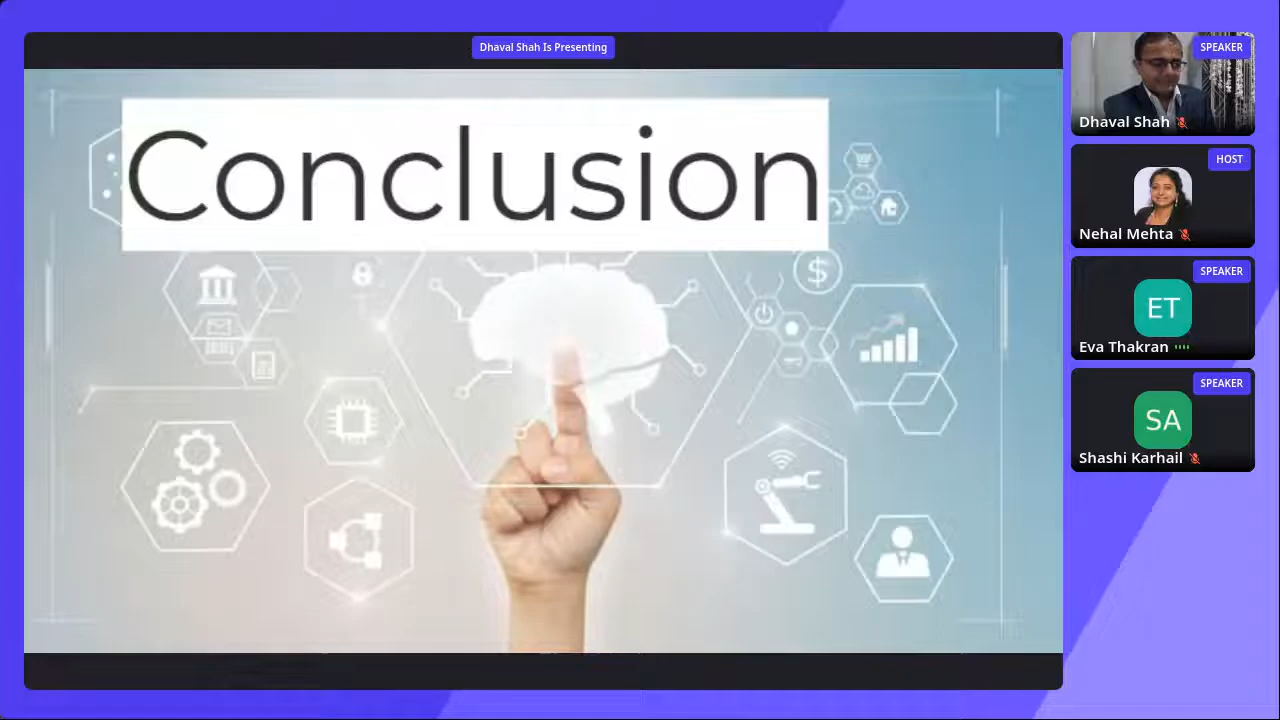 Dhaval Shah Is Presenting
Conclusion
$
SPEAKER
Dhaval Shah
HOST
Nehal Mehta
SPEAKER
ET
Eva Thakran
SPEAKER
SA
Shashi Karhail